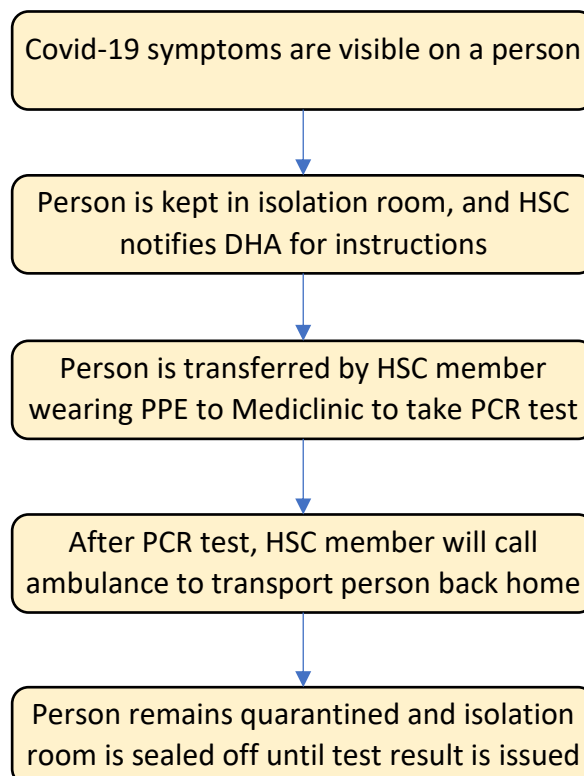 Covid-19 symptoms are visible on a person
Person is kept in isolation room, and HSC
notifies DHA for instructions
Person is transferred by HSC member
wearing PPE to Mediclinic to take PCR test
After PCR test, HSC member will call
ambulance to transport person back home
Person remains quarantined and isolation
room is sealed off until test result is issued